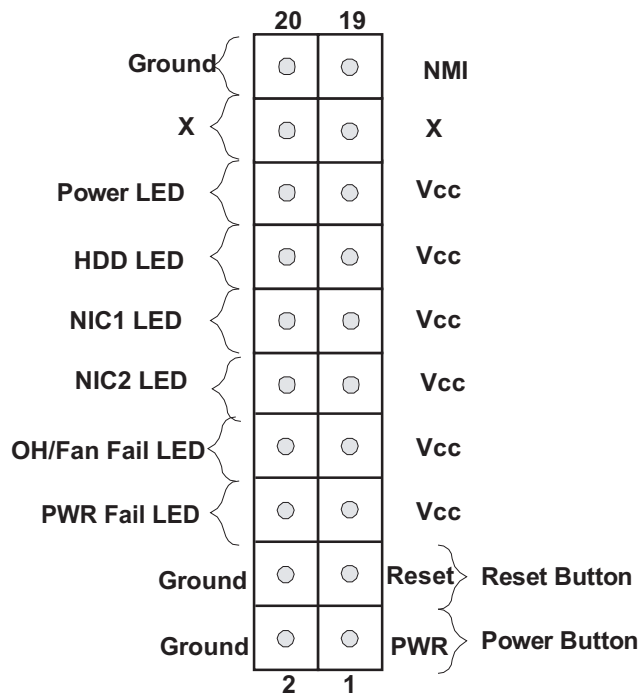 20 19
Ground NMI
X X
Power LED Vcc
HDD LED Vcc
NIC1 LED Vcc
NIC2 LED Vcc
OH/Fan Fail LED Vcc
PWR Fail LED Vcc
Ground Reset Reset Button
Ground PWR Power Button
2 1